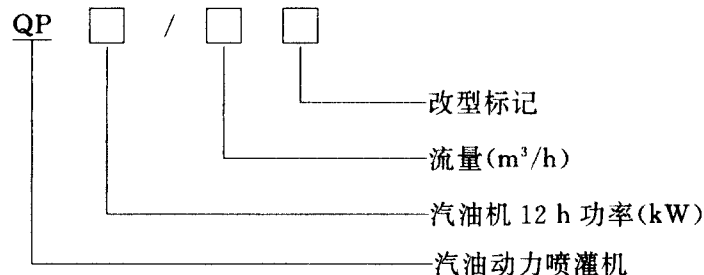 QP □ / □ □
改型标记
流量(m³/h)
汽油机 12 h 功率(kW)
汽油动力喷灌机